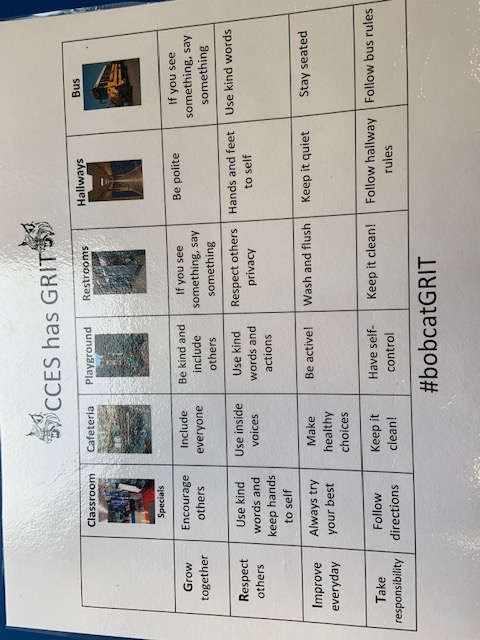 CCES has GRIT
Classroom
Specials
Cafeteria
Playground
Restrooms
Hallways
Bus
Grow
together
Encourage
others
Include
everyone
Be kind and
include
others
If you see
something, say
something
Be polite
If you see
something, say
something
Respect
others
Use kind
words and
keep hands
to self
Use inside
voices
Use kind
words and
actions
Respect others
privacy
Hands and feet
to self
Use kind words
Improve
everyday
Always try
your best
Make
healthy
choices
Be active!
Wash and flush
Keep it quiet
Stay seated
Take
responsibility
Follow
directions
Keep it
clean!
Have self-
control
Keep it clean!
Follow hallway
rules
Follow bus rules
#bobcatGRIT